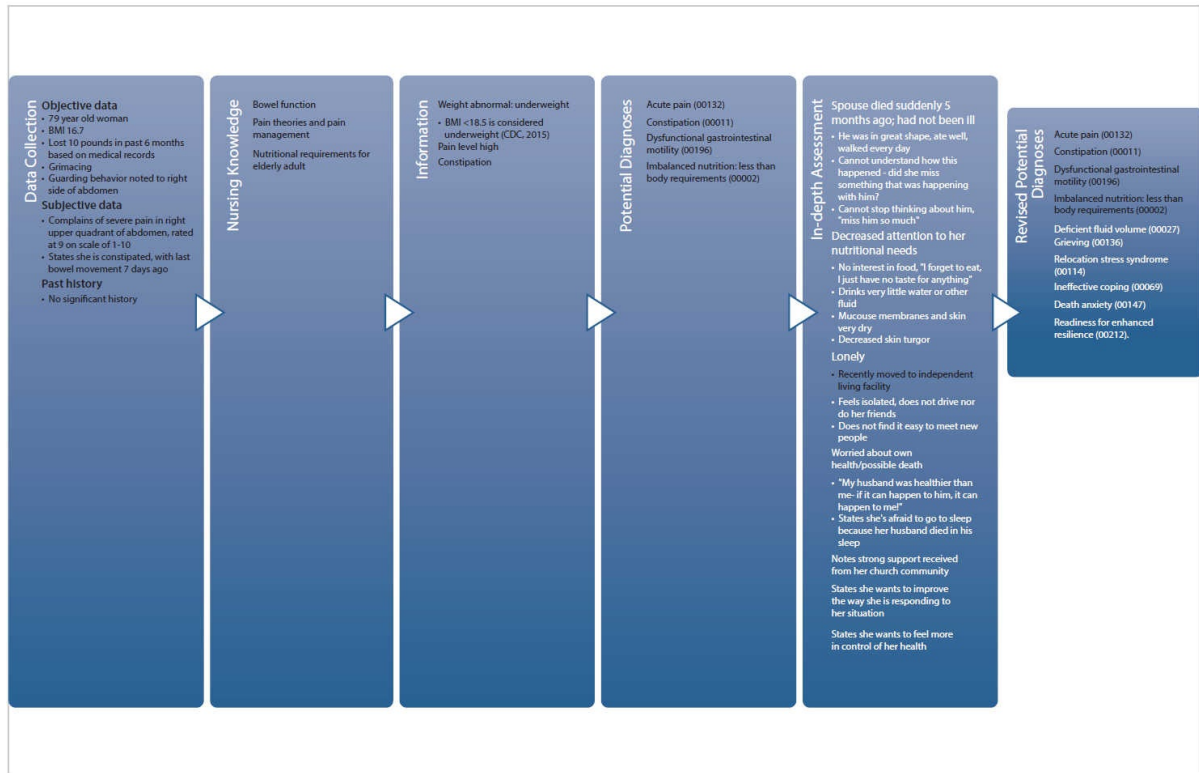 Data Collection
Objective data
• 79 year old woman
• BMI 16.7
• Lost 10 pounds in past 6 months
based on medical records
• Grimacing
• Guarding behavior noted to right
side of abdomen
Subjective data
• Complains of severe pain in right
upper quadrant of abdomen, rated
at 9 on scale of 1-10
• States she is constipated, with last
bowel movement 7 days ago
Past history
• No significant history
Nursing Knowledge
Bowel function
Pain theories and pain
management
Nutritional requirements for
elderly adult
Information
Weight abnormal: underweight
• BMI <18.5 is considered
underweight (CDC, 2015)
Pain level high
Constipation
Potential Diagnoses
Acute pain (00132)
Constipation (00011)
Dysfunctional gastrointestinal
motility (00196)
Imbalanced nutrition: less than
body requirements (00002)
In-depth Assessment
Spouse died suddenly 5
months ago; had not been ill
• He was in great shape, ate well,
walked every day
• Cannot understand how this
happened - did she miss
something that was happening
with him?
• Cannot stop thinking about him,
"miss him so much"
Decreased attention to her
nutritional needs
• No interest in food, "I forget to eat,
I just have no taste for anything"
• Drinks very little water or other
fluid
• Mucouse membranes and skin
very dry
• Decreased skin turgor
Lonely
• Recently moved to independent
living facility
• Feels isolated, does not drive nor
do her friends
• Does not find it easy to meet new
people
Worried about own
health/possible death
• "My husband was healthier than
me- if it can happen to him, it can
happen to me!"
• States she's afraid to go to sleep
because her husband died in his
sleep
Notes strong support received
from her church community
States she wants to improve
the way she is responding to
her situation
States she wants to feel more
in control of her health
Revised Potential
Diagnoses
Acute pain (00132)
Constipation (00011)
Dysfunctional gastrointestinal
motility (00196)
Imbalanced nutrition: less than
body requirements (00002)
Deficient fluid volume (00027)
Grieving (00136)
Relocation stress syndrome
(00114)
Ineffective coping (00069)
Death anxiety (00147)
Readiness for enhanced
resilience (00212).